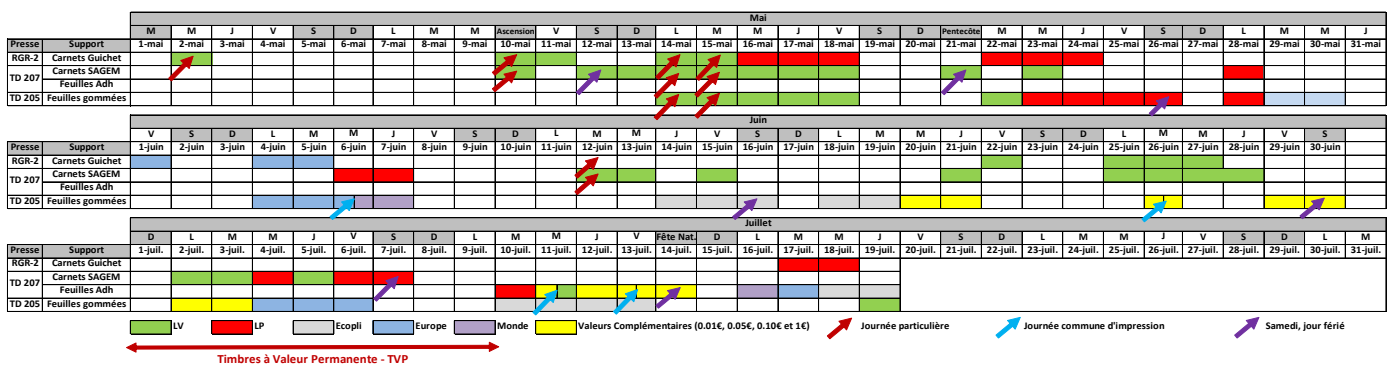 Mai
M M J V S D L M M Ascension V S D L M M J V S D Pentecôte M M J V S D L M M J
Presse Support 1-mai 2-mai 3-mai 4-mai 5-mai 6-mai 7-mai 8-mai 9-mai 10-mai 11-mai 12-mai 13-mai 14-mai 15-mai 16-mai 17-mai 18-mai 19-mai 20-mai 21-mai 22-mai 23-mai 24-mai 25-mai 26-mai 27-mai 28-mai 29-mai 30-mai 31-mai
RGR-2 Carnets Guichet
TD 207 Carnets SAGEM
Feuilles Adh
TD 205 Feuilles gommées
Juin
V S D L M M J V S D L M M J V S D L M M J V S D L M M J V S
Presse Support 1-juin 2-juin 3-juin 4-juin 5-juin 6-juin 7-juin 8-juin 9-juin 10-juin 11-juin 12-juin 13-juin 14-juin 15-juin 16-juin 17-juin 18-juin 19-juin 20-juin 21-juin 22-juin 23-juin 24-juin 25-juin 26-juin 27-juin 28-juin 29-juin 30-juin
RGR-2 Carnets Guichet
TD 207 Carnets SAGEM
Feuilles Adh
TD 205 Feuilles gommées
Juillet
D L M M J V S D L M M J V Fête Nat. D L M M J V S D L M M J V S D L M
Presse Support 1-juil. 2-juil. 3-juil. 4-juil. 5-juil. 6-juil. 7-juil. 8-juil. 9-juil. 10-juil. 11-juil. 12-juil. 13-juil. 14-juil. 15-juil. 16-juil. 17-juil. 18-juil. 19-juil. 20-juil. 21-juil. 22-juil. 23-juil. 24-juil. 25-juil. 26-juil. 27-juil. 28-juil. 29-juil. 30-juil. 31-juil.
RGR-2 Carnets Guichet
TD 207 Carnets SAGEM
Feuilles Adh
TD 205 Feuilles gommées
LV LP Ecopli Europe Monde Valeurs Complémentaires (0.01€, 0.05€, 0.10€ et 1€) Journée particulière Journée commune d'impression Samedi, jour férié
Timbres à Valeur Permanente - TVP